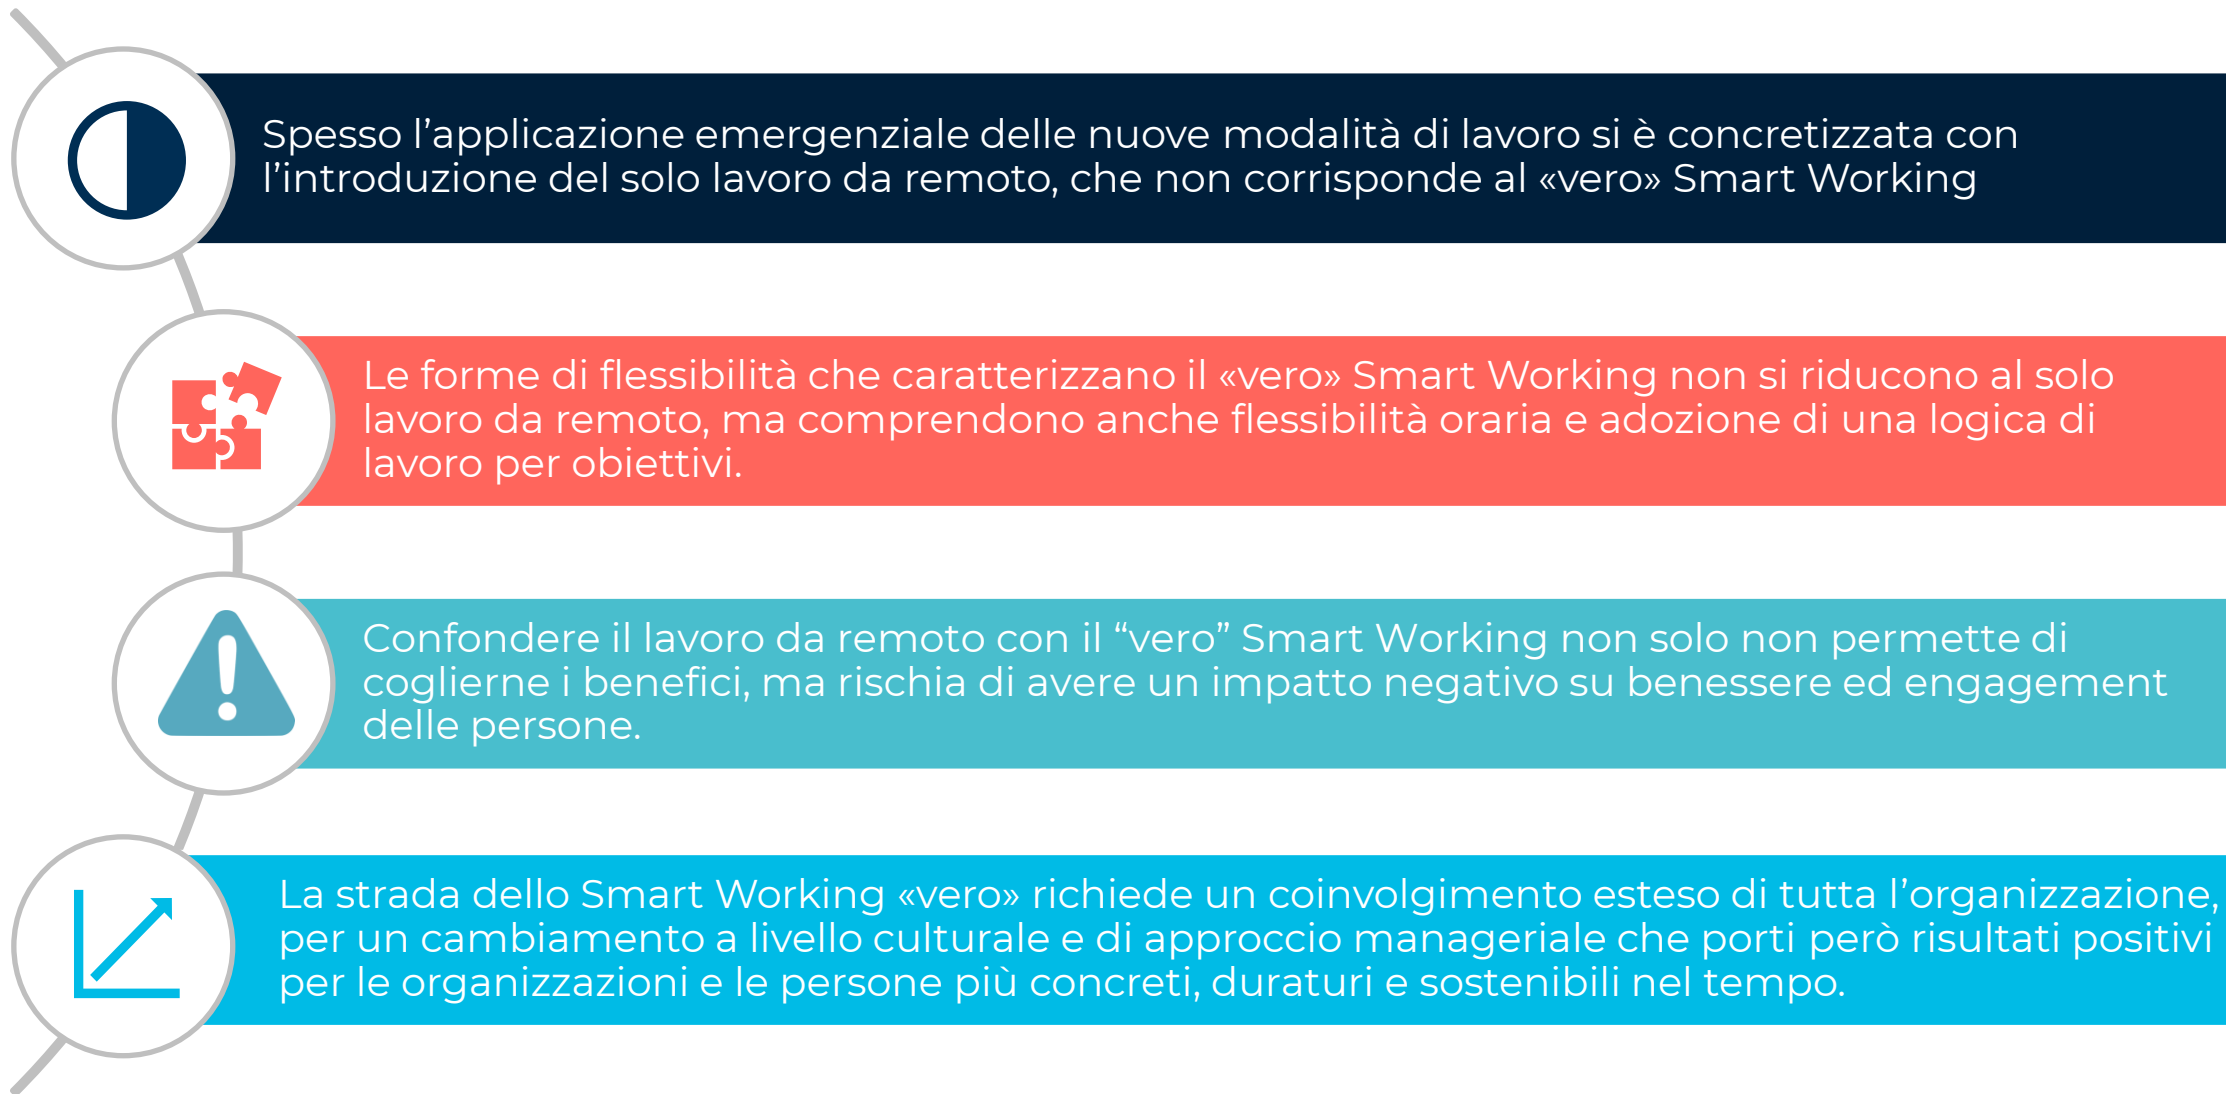 Spesso l’applicazione emergenziale delle nuove modalità di lavoro si è concretizzata con
l’introduzione del solo lavoro da remoto, che non corrisponde al «vero» Smart Working
Le forme di flessibilità che caratterizzano il «vero» Smart Working non si riducono al solo
lavoro da remoto, ma comprendono anche flessibilità oraria e adozione di una logica di
lavoro per obiettivi.
Confondere il lavoro da remoto con il “vero” Smart Working non solo non permette di
coglierne i benefici, ma rischia di avere un impatto negativo su benessere ed engagement
delle persone.
La strada dello Smart Working «vero» richiede un coinvolgimento esteso di tutta l’organizzazione,
per un cambiamento a livello culturale e di approccio manageriale che porti però risultati positivi
per le organizzazioni e le persone più concreti, duraturi e sostenibili nel tempo.